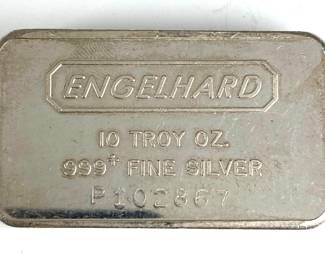 ENGELHARD
10 TROY OZ.
999+ FINE SILVER
P102867